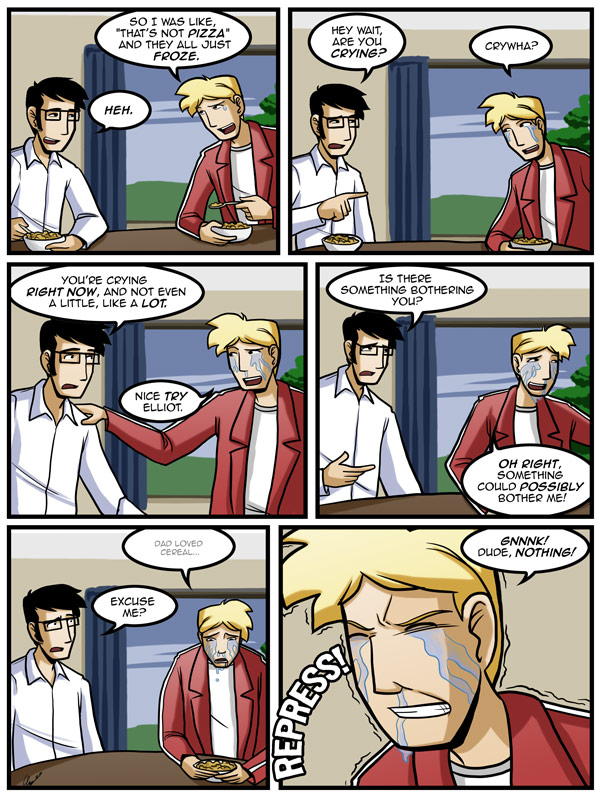 SO I WAS LIKE,
"THAT'S NOT PIZZA"
AND THEY ALL JUST
FROZE.
HEH.
HEY WAIT,
ARE YOU
CRYING?
CRYWHA?
YOU'RE CRYING
RIGHT NOW, AND NOT EVEN
A LITTLE, LIKE A LOT.
NICE TRY
ELLIOT.
IS THERE
SOMETHING BOTHERING
YOU?
OH RIGHT,
SOMETHING
COULD POSSIBLY
BOTHER ME!
DAD LOVED
CEREAL...
EXCUSE
ME?
GNNNK!
DUDE, NOTHING!
REPRESS!